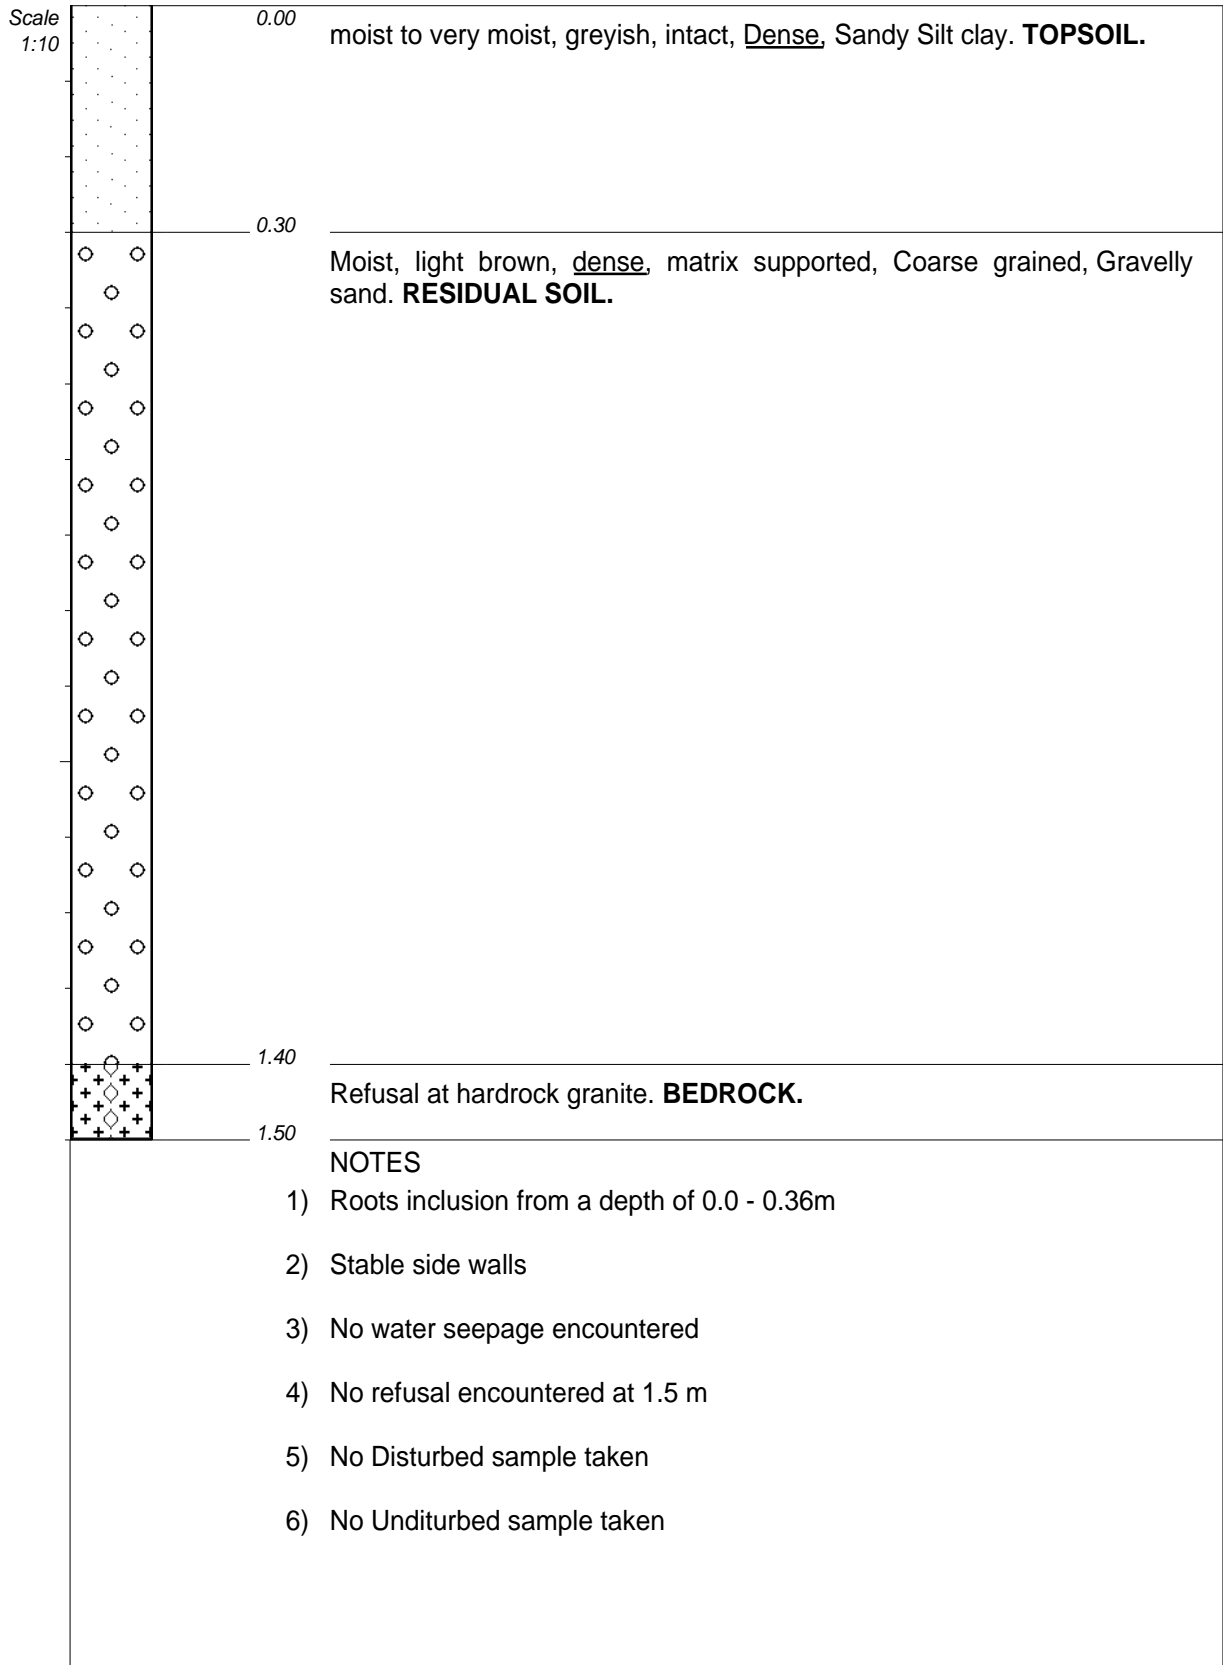 Scale
1:10
0.00
moist to very moist, greyish, intact, Dense, Sandy Silt clay. TOPSOIL.
0.30
Moist, light brown, dense, matrix supported, Coarse grained, Gravelly
sand. RESIDUAL SOIL.
1.40
Refusal at hardrock granite. BEDROCK.
1.50
NOTES
1) Roots inclusion from a depth of 0.0 - 0.36m
2) Stable side walls
3) No water seepage encountered
4) No refusal encountered at 1.5 m
5) No Disturbed sample taken
6) No Unditurbed sample taken